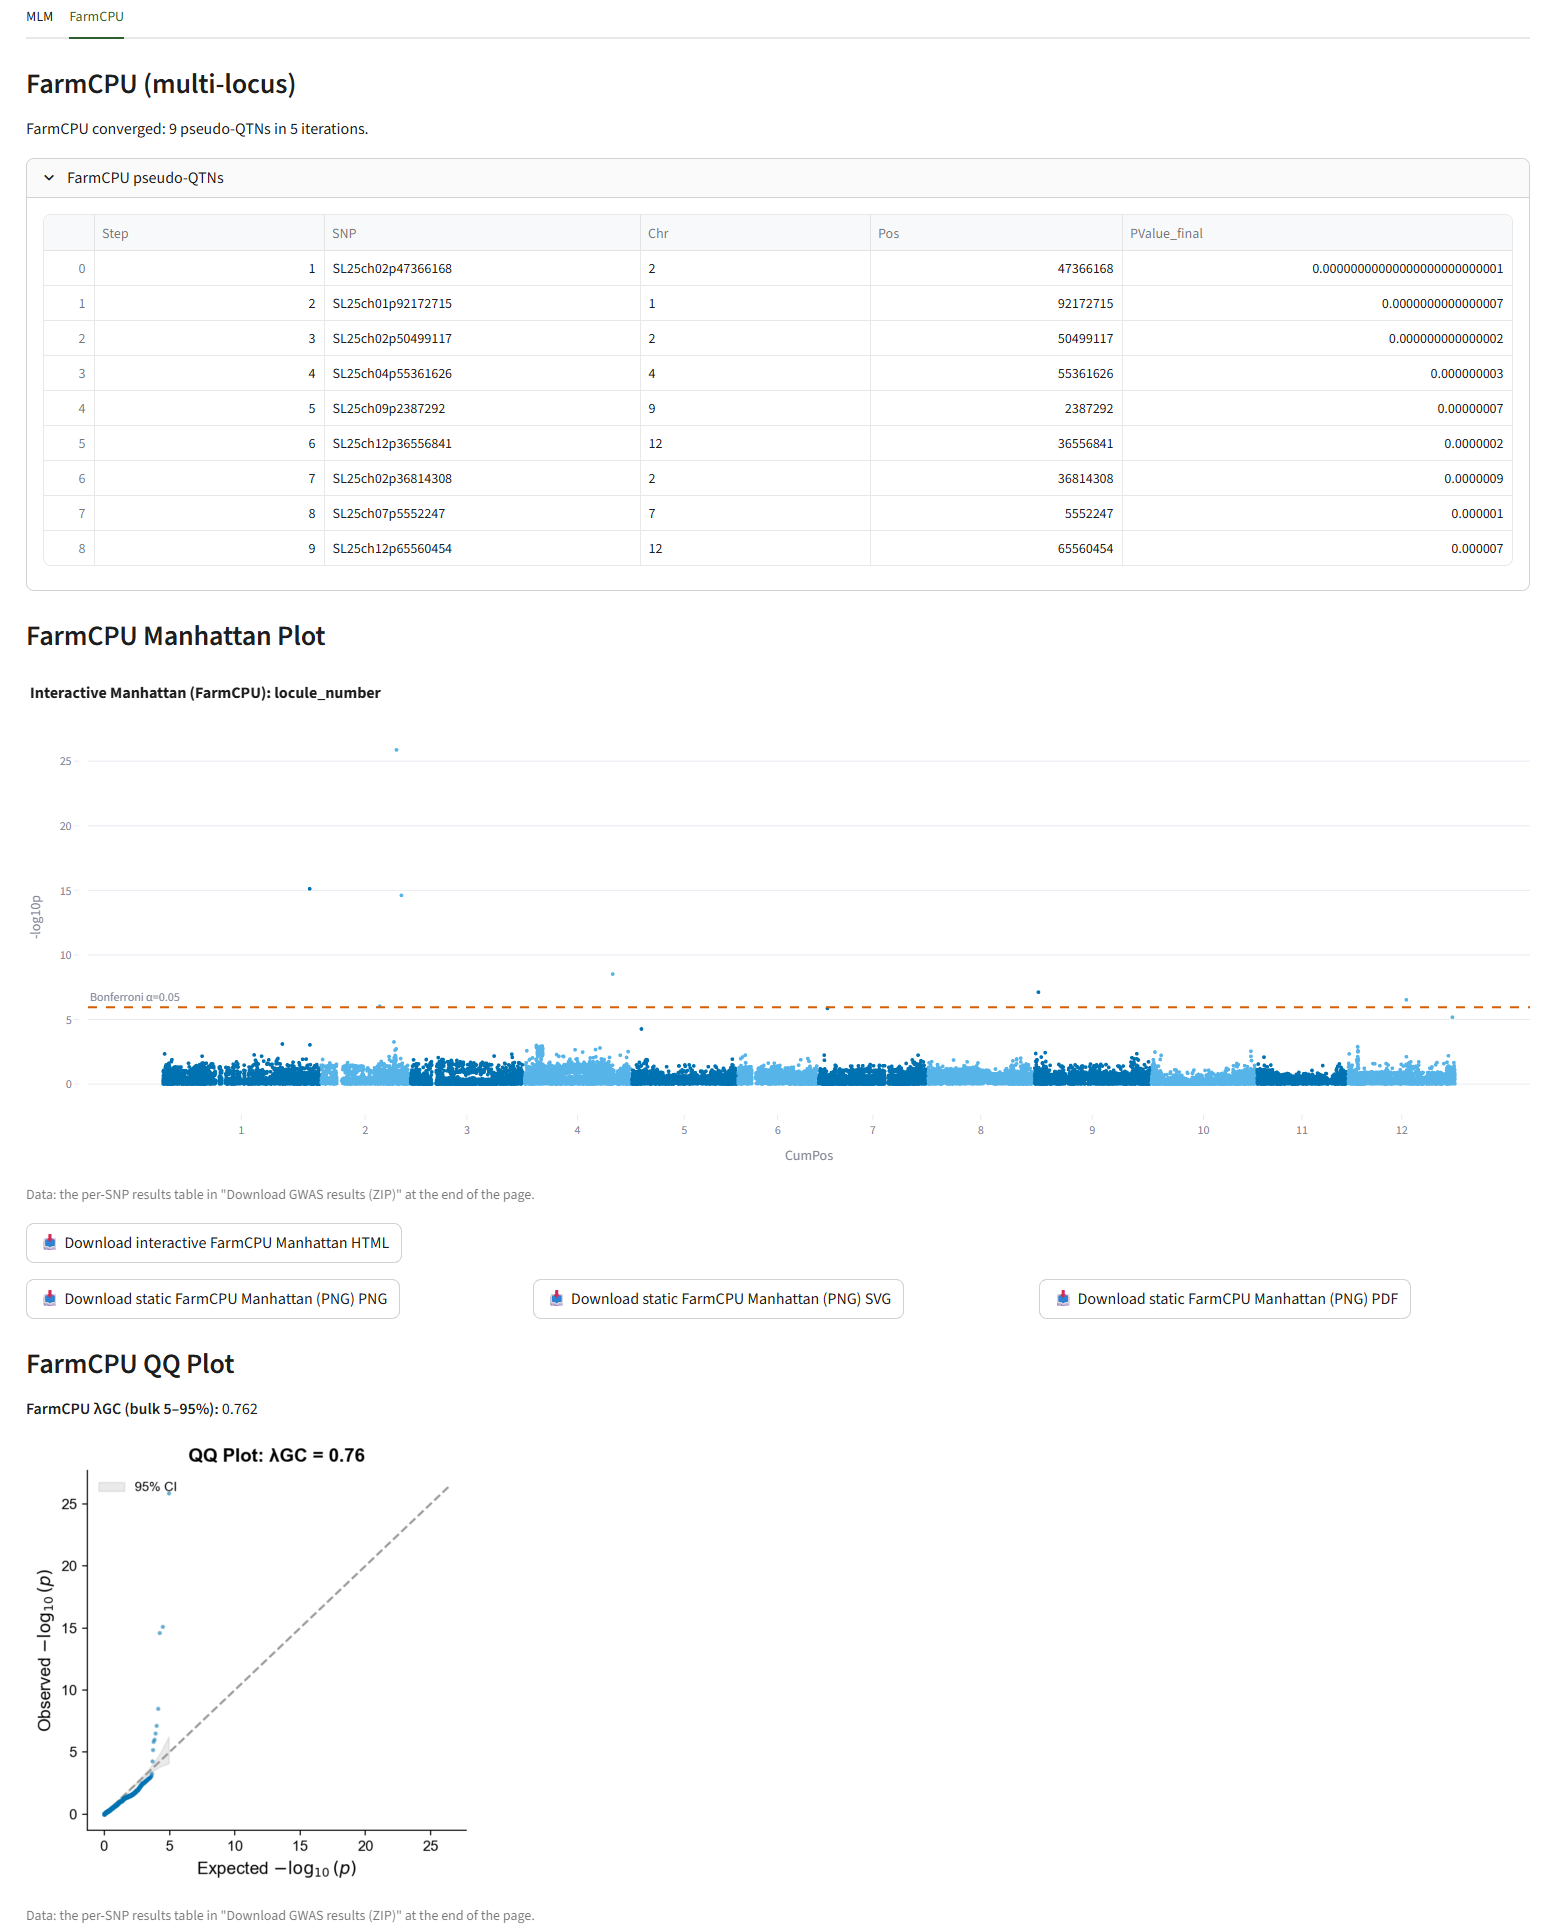 MLM FarmCPU
FarmCPU (multi-locus)
FarmCPU converged: 9 pseudo-QTNs in 5 iterations.
FarmCPU pseudo-QTNs
Step SNP Chr Pos PValue_final
0 1 SL25ch02p47366168 2 47366168 0.00000000000000000000000001
1 2 SL25ch01p92172715 1 92172715 0.0000000000000007
2 3 SL25ch02p50499117 2 50499117 0.000000000000002
3 4 SL25ch04p55361626 4 55361626 0.000000003
4 5 SL25ch09p2387292 9 2387292 0.00000007
5 6 SL25ch12p36556841 12 36556841 0.0000002
6 7 SL25ch02p36814308 2 36814308 0.0000009
7 8 SL25ch07p5552247 7 5552247 0.000001
8 9 SL25ch12p65560454 12 65560454 0.000007
FarmCPU Manhattan Plot
Interactive Manhattan (FarmCPU): locule_number
25
20
15
-log10p
10
Bonferroni α=0.05
5
0
1 2 3 4 5 6 7 8 9 10 11 12
CumPos
Data: the per-SNP results table in "Download GWAS results (ZIP)" at the end of the page.
Download interactive FarmCPU Manhattan HTML
Download static FarmCPU Manhattan (PNG) PNG
Download static FarmCPU Manhattan (PNG) SVG
Download static FarmCPU Manhattan (PNG) PDF
FarmCPU QQ Plot
FarmCPU λGC (bulk 5–95%): 0.762
QQ Plot: λGC = 0.76
95% CI
25
20
15
10
5
0
Observed −log10 (p)
0 5 10 15 20 25
Expected −log10 (p)
Data: the per-SNP results table in "Download GWAS results (ZIP)" at the end of the page.